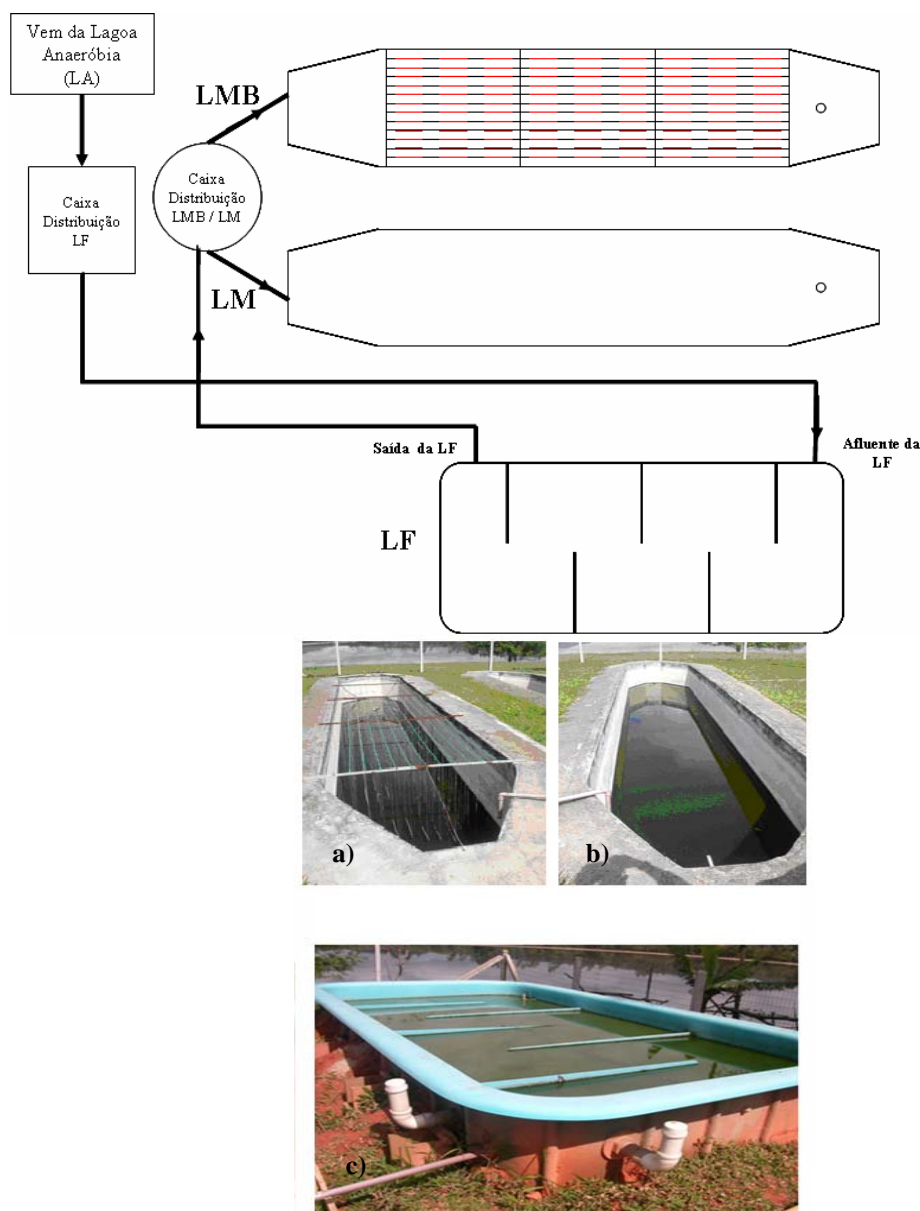 Vem da Lagoa
Anaeróbia
(LA)
LMB
Caixa
Distribuição
LMB / LM
Caixa
Distribuição
LF
LM
Saída da LF
Afluente da
LF
LF
a)
b)
c)